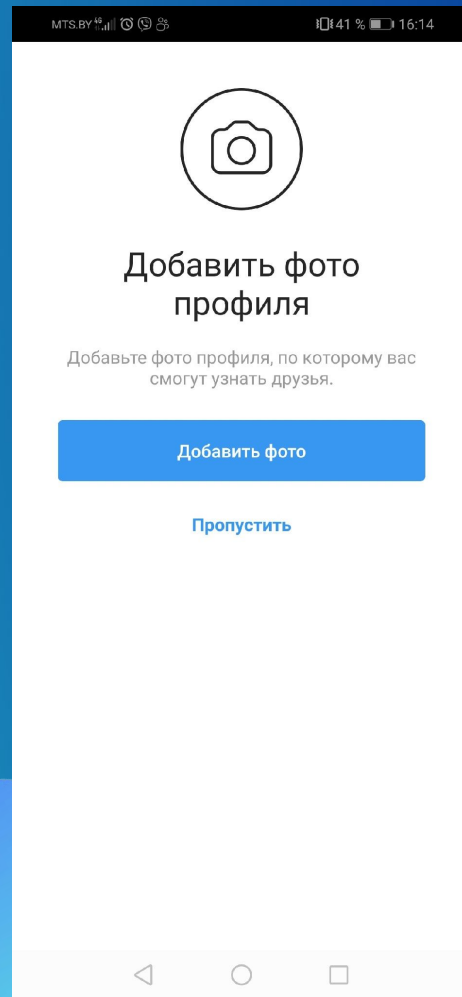 MTS.BY 4G 41 % 16:14
Добавить фото
профиля
Добавьте фото профиля, по которому вас
смогут узнать друзья.
Добавить фото
Пропустить